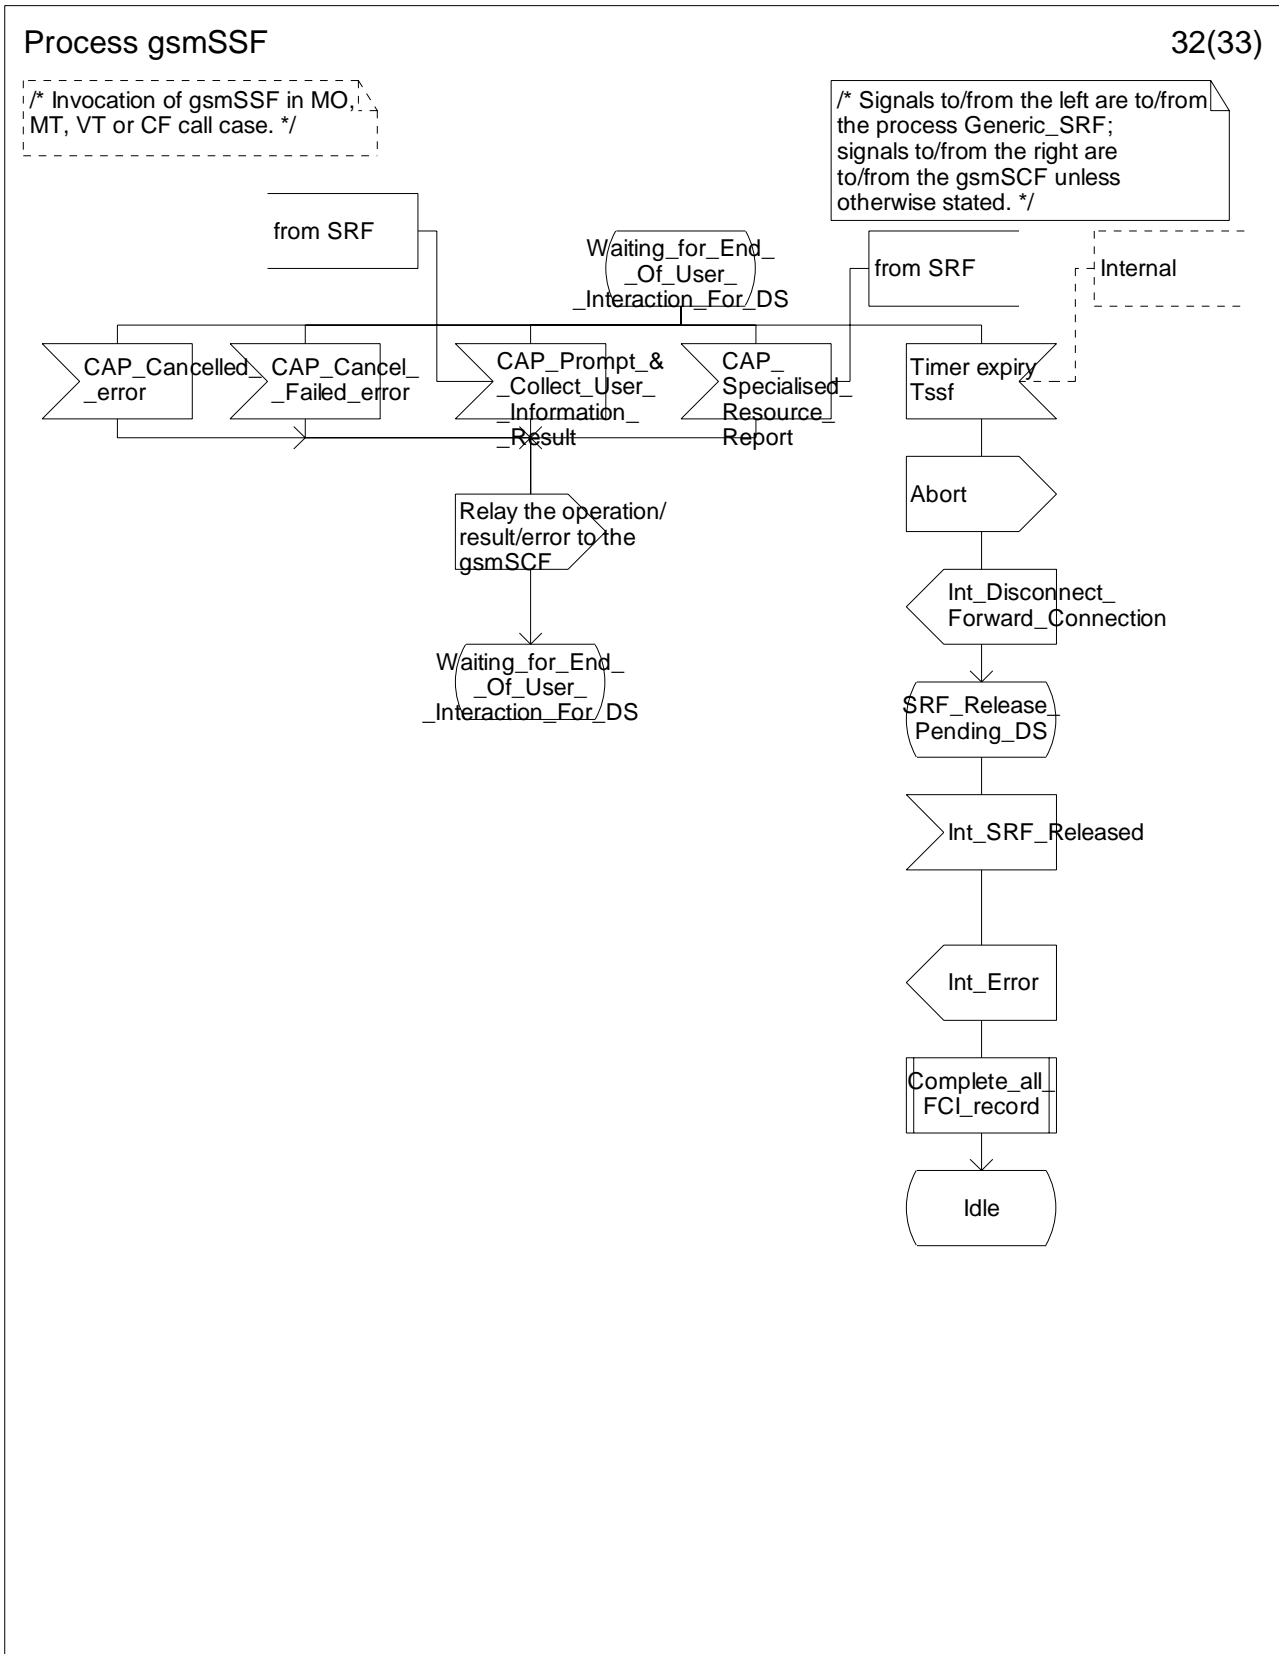 Process gsmSSF
32(33)
/* Invocation of gsmSSF in MO,
MT, VT or CF call case. */
/* Signals to/from the left are to/from
the process Generic_SRF;
signals to/from the right are
to/from the gsmSCF unless
otherwise stated. */
from SRF
Waiting_for_End_
_Of_User_
_Interaction_For_DS
from SRF
Internal
CAP_Cancelled_
_error
CAP_Cancel_
_Failed_error
CAP_Prompt_&
_Collect_User_
_Information_
_Result
CAP_
Specialised_
Resource_
Report
Timer expiry
Tssf
Relay the operation/
result/error to the
gsmSCF
Waiting_for_End_
_Of_User_
_Interaction_For_DS
Abort
Int_Disconnect_
Forward_Connection
SRF_Release_
Pending_DS
Int_SRF_Released
Int_Error
Complete_all_
FCI_record
Idle